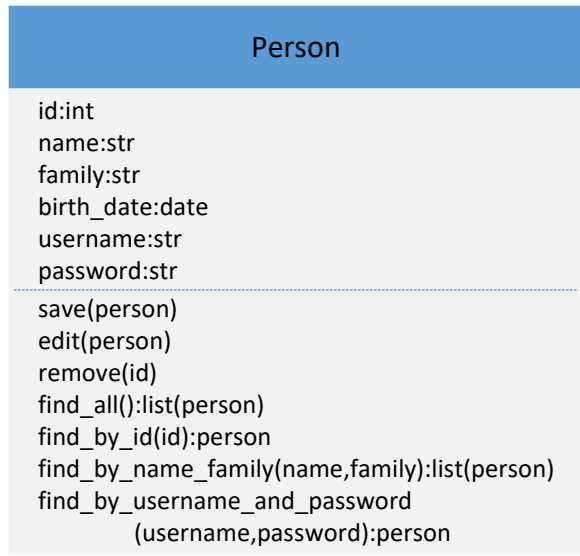 Person
id:int
name:str
family:str
birth_date:date
username:str
password:str
save(person)
edit(person)
remove(id)
find_all():list(person)
find_by_id(id):person
find_by_name_family(name,family):list(person)
find_by_username_and_password
(username,password):person